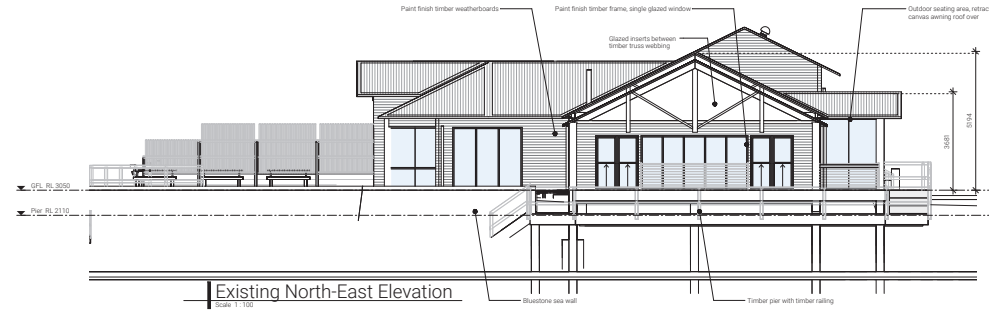 Paint finish timber weatherboards
Paint finish timber frame, single glazed window
Outdoor seating area, retrac
canvas awning roof over
Glazed inserts between
timber truss webbing
5194
3681
GFL RL 3050
Pier RL 2110
Existing North-East Elevation
Scale 1 :100
Bluestone sea wall
Timber pier with timber railing